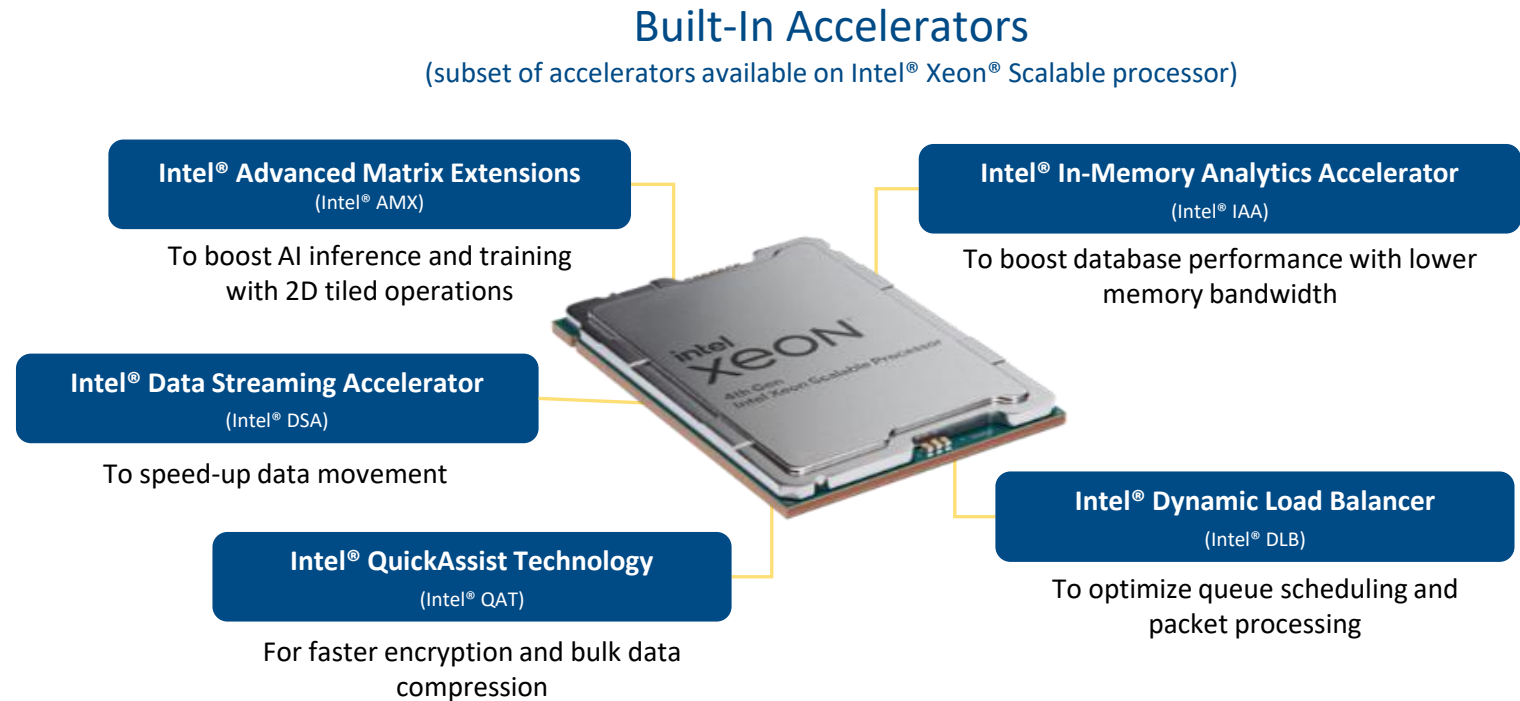 Built-In Accelerators
(subset of accelerators available on Intel® Xeon® Scalable processor)
Intel® Advanced Matrix Extensions
(Intel® AMX)
To boost AI inference and training
with 2D tiled operations
Intel® In-Memory Analytics Accelerator
(Intel® IAA)
To boost database performance with lower
memory bandwidth
intel
xeon
4th Gen
Intel Xeon Scalable Processor
Intel® Data Streaming Accelerator
(Intel® DSA)
To speed-up data movement
Intel® Dynamic Load Balancer
(Intel® DLB)
To optimize queue scheduling and
packet processing
Intel® QuickAssist Technology
(Intel® QAT)
For faster encryption and bulk data
compression